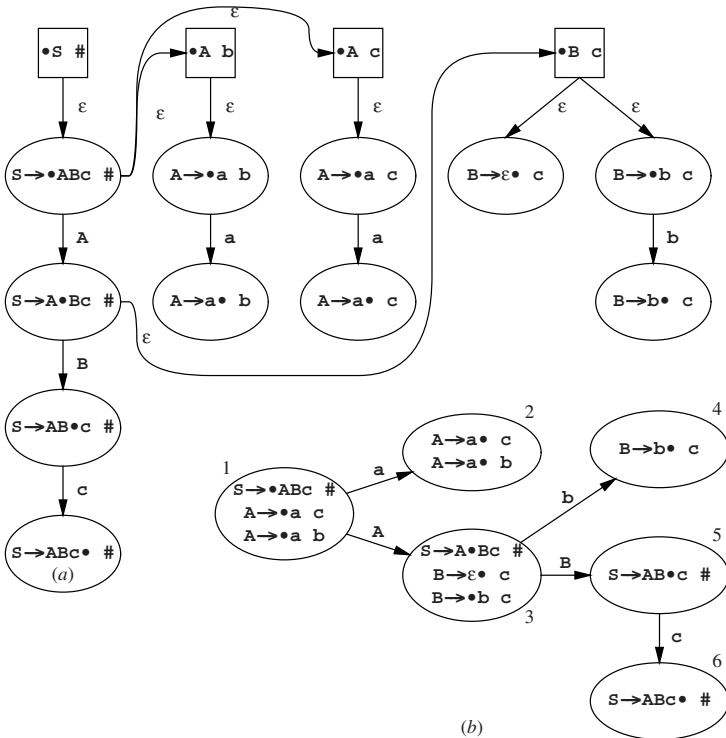 •S #
•A b
•A c
•B c
ε
ε
ε
ε
ε
ε
S→•ABc #
A→•a b
A→•a c
B→ε• c
B→•b c
A
a
a
b
S→A•Bc #
A→a• b
A→a• c
B→b• c
ε
B
S→AB•c #
c
S→ABc• #
(a)
1
S→•ABc #
A→•a c
A→•a b
a
2
A→a• c
A→a• b
A
S→A•Bc #
B→ε• c
B→•b c
3
b
4
B→b• c
B
5
S→AB•c #
c
6
S→ABc• #
(b)